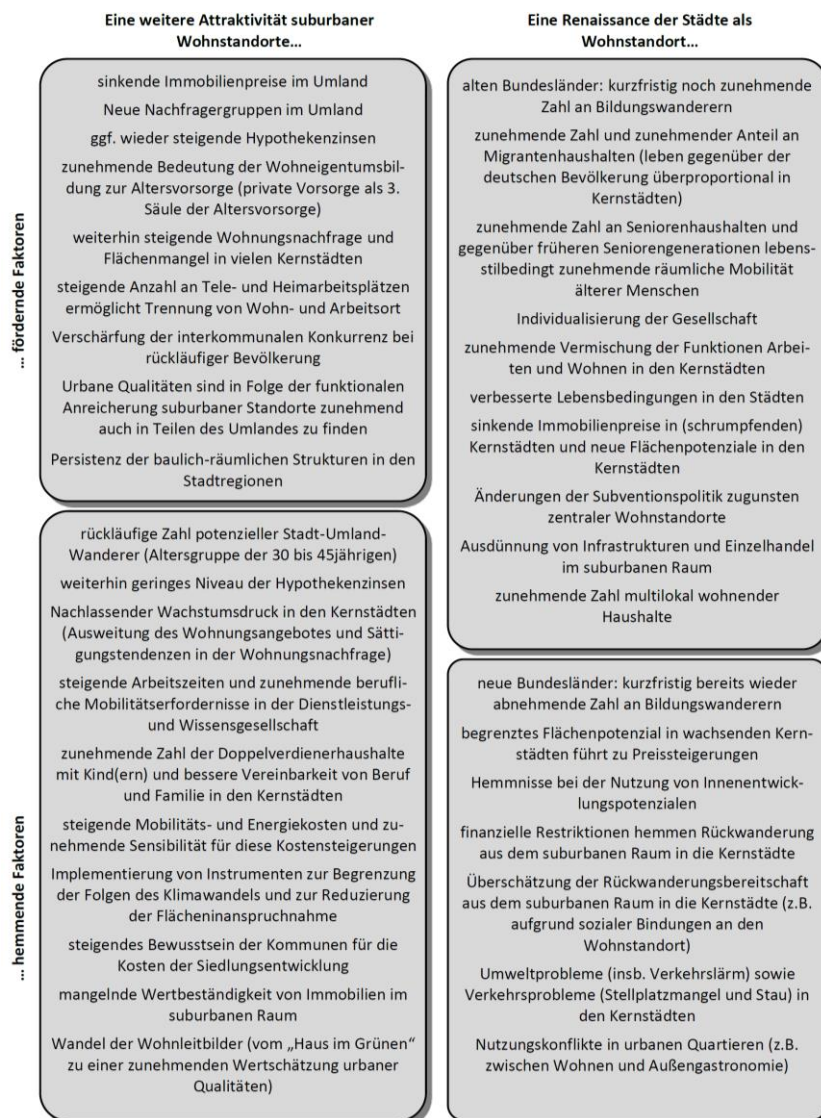 Eine weitere Attraktivität suburbaner
Wohnstandorte…
… fördernde Faktoren
sinkende Immobilienpreise im Umland
Neue Nachfragergruppen im Umland
ggf. wieder steigende Hypothekenzinsen
zunehmende Bedeutung der Wohneigentumsbil-
dung zur Altersvorsorge (private Vorsorge als 3.
Säule der Altersvorsorge)
weiterhin steigende Wohnungsnachfrage und
Flächenmangel in vielen Kernstädten
steigende Anzahl an Tele- und Heimarbeitsplätzen
ermöglicht Trennung von Wohn- und Arbeitsort
Verschärfung der interkommunalen Konkurrenz bei
rückläufiger Bevölkerung
Urbane Qualitäten sind in Folge der funktionalen
Anreicherung suburbaner Standorte zunehmend
auch in Teilen des Umlandes zu finden
Persistenz der baulich-räumlichen Strukturen in den
Stadtregionen
… hemmende Faktoren
rückläufige Zahl potenzieller Stadt-Umland-
Wanderer (Altersgruppe der 30 bis 45jährigen)
weiterhin geringes Niveau der Hypothekenzinsen
Nachlassender Wachstumsdruck in den Kernstädten
(Ausweitung des Wohnungsangebotes und Sätti-
gungstendenzen in der Wohnungsnachfrage)
steigende Arbeitszeiten und zunehmende berufli-
che Mobilitätserfordernisse in der Dienstleistungs-
und Wissensgesellschaft
zunehmende Zahl der Doppelverdienerhaushalte
mit Kind(ern) und bessere Vereinbarkeit von Beruf
und Familie in den Kernstädten
steigende Mobilitäts- und Energiekosten und zu-
nehmende Sensibilität für diese Kostensteigerungen
Implementierung von Instrumenten zur Begrenzung
der Folgen des Klimawandels und zur Reduzierung
der Flächeninanspruchnahme
steigendes Bewusstsein der Kommunen für die
Kosten der Siedlungsentwicklung
mangelnde Wertbeständigkeit von Immobilien im
suburbanen Raum
Wandel der Wohnleitbilder (vom „Haus im Grünen“
zu einer zunehmenden Wertschätzung urbaner
Qualitäten)
Eine Renaissance der Städte als
Wohnstandort…
alten Bundesländer: kurzfristig noch zunehmende
Zahl an Bildungswanderern
zunehmende Zahl und zunehmender Anteil an
Migrantenhaushalten (leben gegenüber der
deutschen Bevölkerung überproportional in
Kernstädten)
zunehmende Zahl an Seniorenhaushalten und
gegenüber früheren Seniorengenerationen lebens-
stilbedingt zunehmende räumliche Mobilität
älterer Menschen
Individualisierung der Gesellschaft
zunehmende Vermischung der Funktionen Arbei-
ten und Wohnen in den Kernstädten
verbesserte Lebensbedingungen in den Städten
sinkende Immobilienpreise in (schrumpfenden)
Kernstädten und neue Flächenpotenziale in den
Kernstädten
Änderungen der Subventionspolitik zugunsten
zentraler Wohnstandorte
Ausdünnung von Infrastrukturen und Einzelhandel
im suburbanen Raum
zunehmende Zahl multilokal wohnender
Haushalte
neue Bundesländer: kurzfristig bereits wieder
abnehmende Zahl an Bildungswanderern
begrenztes Flächenpotenzial in wachsenden Kern-
städten führt zu Preissteigerungen
Hemmnisse bei der Nutzung von Innenentwick-
lungspotenzialen
finanzielle Restriktionen hemmen Rückwanderung
aus dem suburbanen Raum in die Kernstädte
Überschätzung der Rückwanderungsbereitschaft
aus dem suburbanen Raum in die Kernstädte (z.B.
aufgrund sozialer Bindungen an den
Wohnstandort)
Umweltprobleme (insb. Verkehrslärm) sowie
Verkehrsprobleme (Stellplatzmangel und Stau) in
den Kernstädten
Nutzungskonflikte in urbanen Quartieren (z.B.
zwischen Wohnen und Außengastronomie)